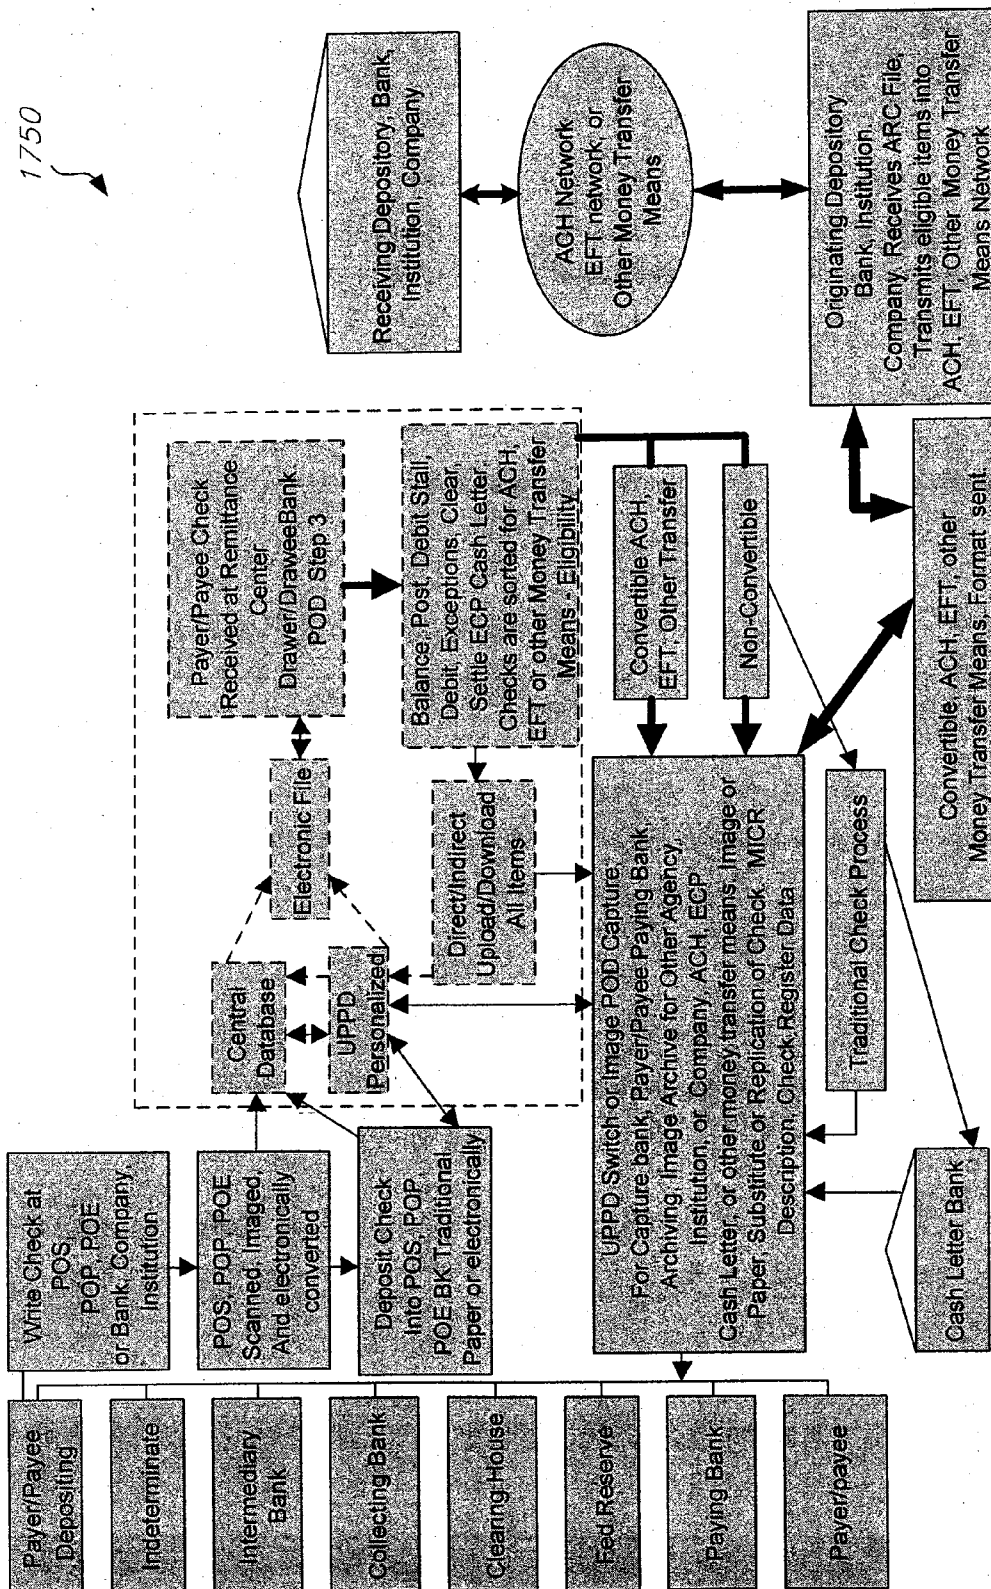 1750
Payer/Payee
Depositing
Indeterminate
Intermediary
Bank
Collecting Bank
Clearing House
Fed Reserve
Paying Bank
Payer/payee
Write Check at
POS,
POP, POE
or Bank, Company,
Institution
POS, POP, POE
Scanned, Imaged,
And electronically
converted
Deposit Check
Into POS, POP,
POE BK Traditional
Paper or electronically
Central
Database
UPPD
Personalized
Electronic File
Payer/Payee Check
Received at Remittance
Center
Drawer/DraweeBank
POD Step 3
Balance, Post, Debit Stall,
Debit, Exceptions, Clear,
Settle ECP Cash Letter
Checks are sorted for ACH,
EFT or other Money Transfer
Means - Eligibility
Direct/Indirect
Upload/Download
All Items
Convertible ACH,
EFT, Other Transfer
Non-Convertible
UPPD Switch or Image POD Capture
For Capture bank, Payer/Payee Paying Bank,
Archiving, Image Archive for Other Agency,
Institution, or Company, ACH, ECP
Cash Letter, or other money transfer means. Image or
Paper, Substitute or Replication of Check MICR
Description, Check Register Data
Traditional Check Process
Cash Letter Bank
Receiving Depository, Bank,
Institution, Company
ACH Network
EFT network, or
Other Money Transfer
Means
Originating Depository
Bank, Institution,
Company. Receives ARC File,
Transmits eligible items into
ACH, EFT, Other Money Transfer
Means Network
Convertible. ACH, EFT, other
Money Transfer Means, Format sent